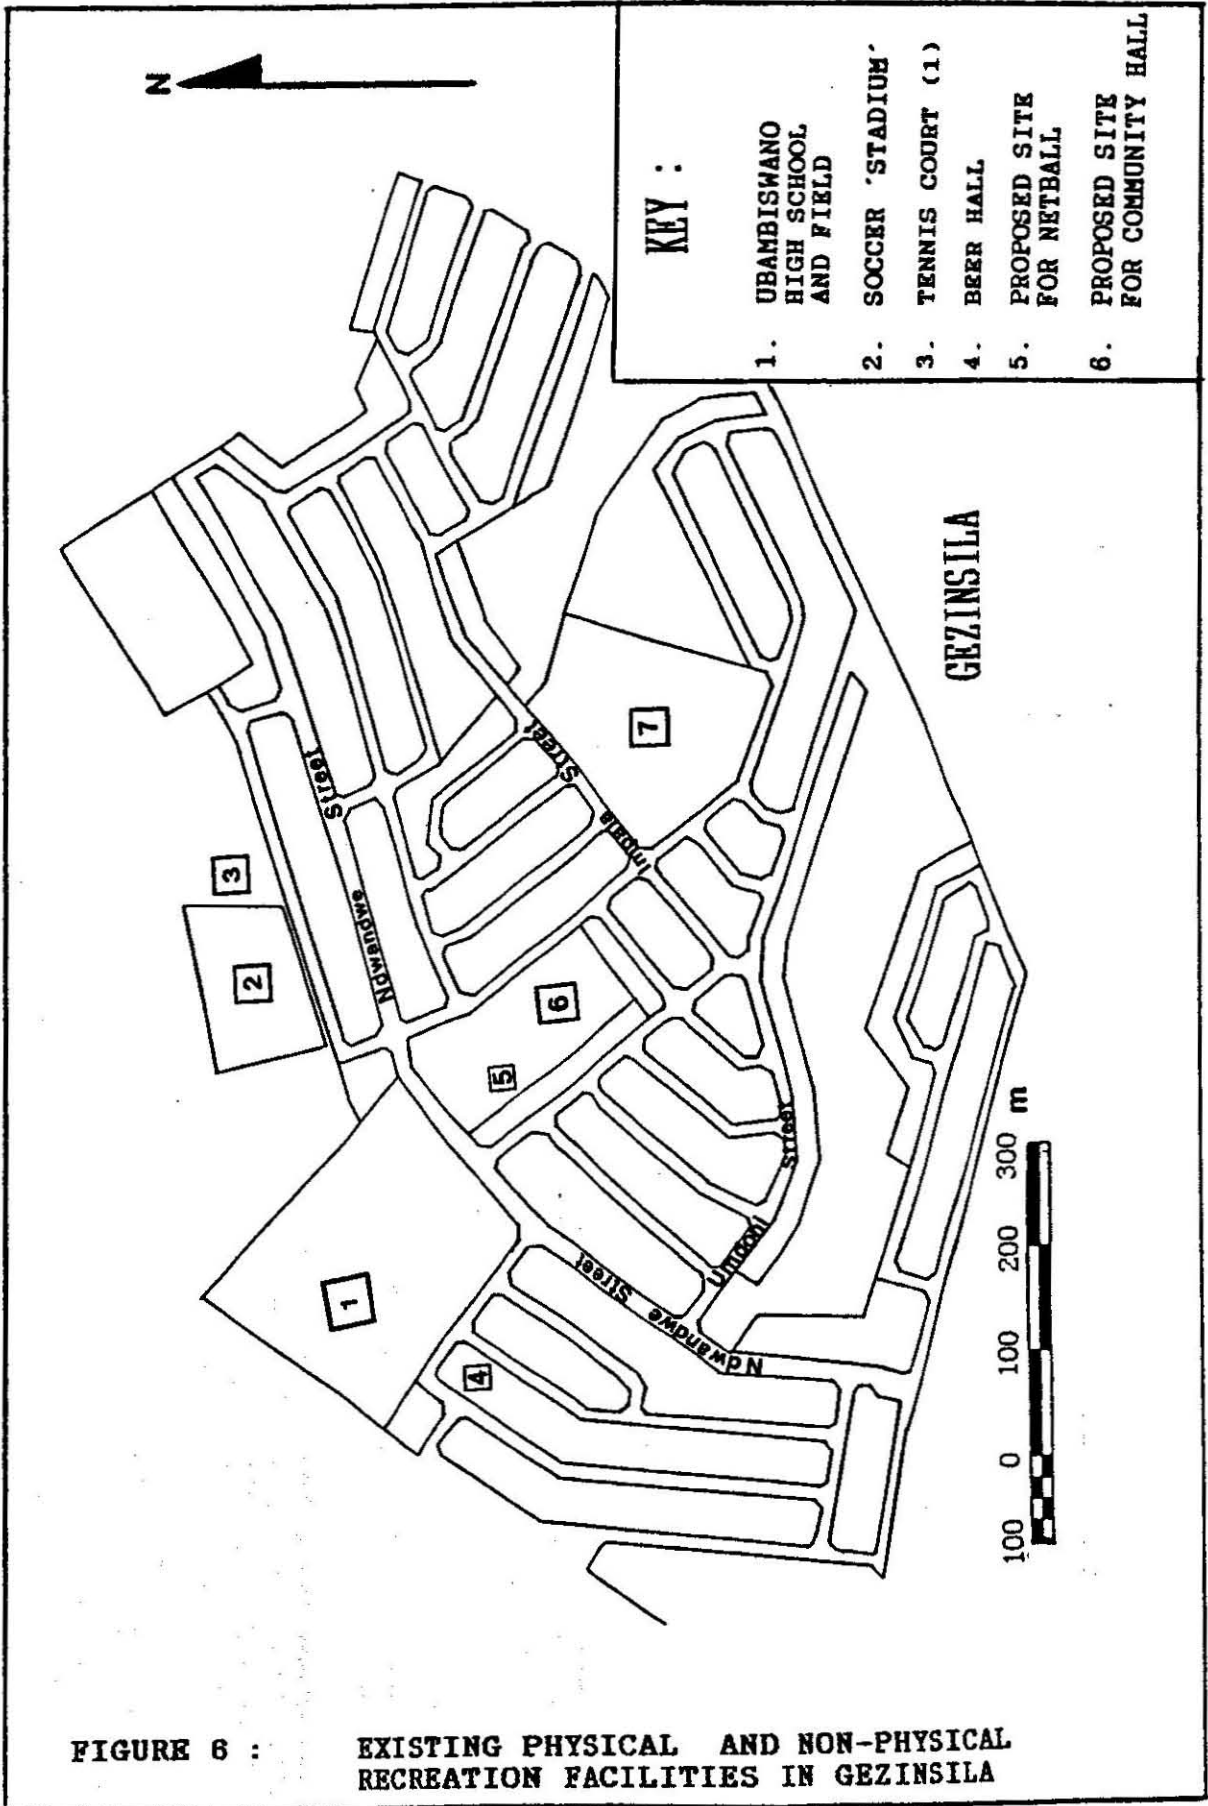 N
KEY :
1. UBAMBISWANO
HIGH SCHOOL
AND FIELD
2. SOCCER 'STADIUM'
3. TENNIS COURT (1)
4. BEER HALL
5. PROPOSED SITE
FOR NETBALL
6. PROPOSED SITE
FOR COMMUNITY HALL
3
2
Ndwandwe Street
1
4
5
6
7
Impala Street
Ndwandwe Street
Umdoni Street
GEZINSILA
100 0 100 200 300 m
FIGURE 6 : EXISTING PHYSICAL AND NON-PHYSICAL
RECREATION FACILITIES IN GEZINSILA